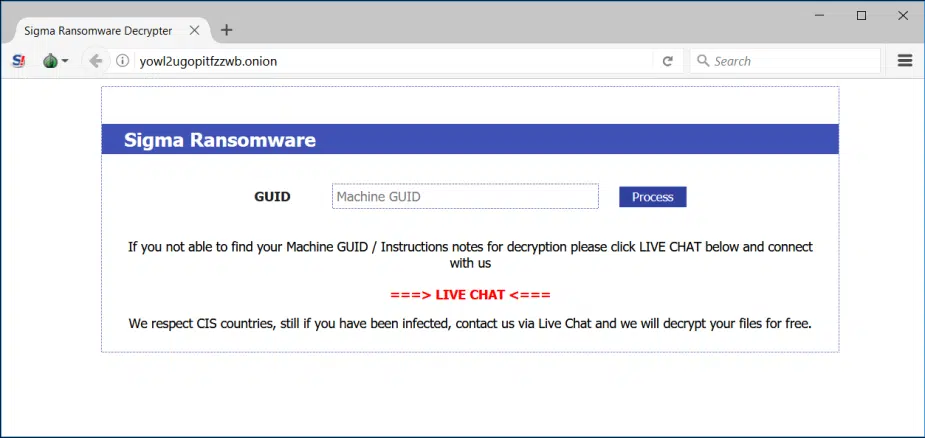 Sigma Ransomware Decrypter
yowl2ugopitfzzwb.onion
Search
Sigma Ransomware
GUID
Machine GUID
Process
If you not able to find your Machine GUID / Instructions notes for decryption please click LIVE CHAT below and connect
with us
===> LIVE CHAT <===
We respect CIS countries, still if you have been infected, contact us via Live Chat and we will decrypt your files for free.